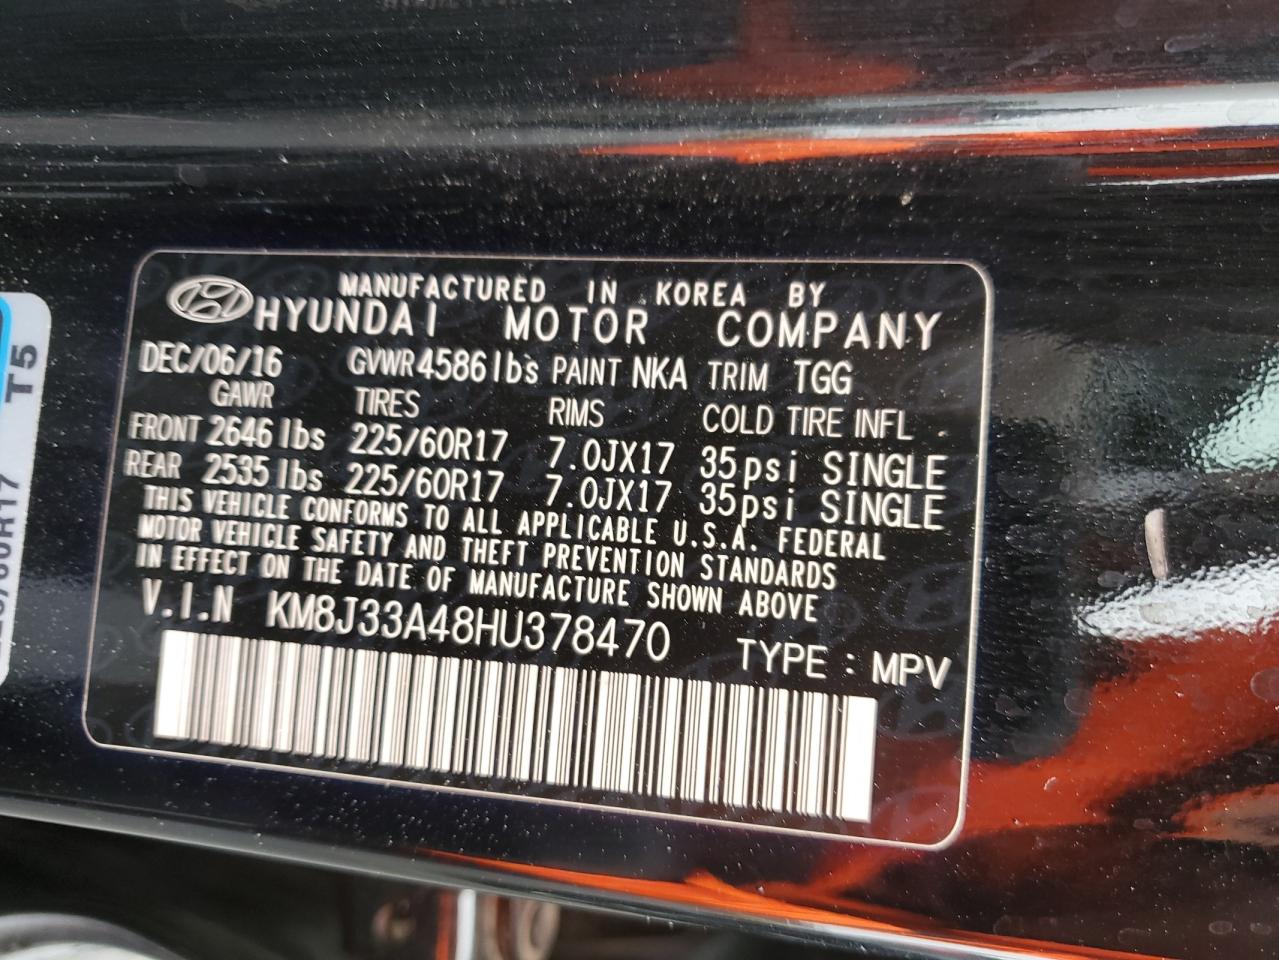 MANUFACTURED IN KOREA BY
HYUNDAI MOTOR COMPANY
DEC/06/16 GVWR 4586 lbs PAINT NKA TRIM TGG
GAWR TIRES RIMS COLD TIRE INFL.
FRONT 2646 lbs 225/60R17 7.0JX17 35psi SINGLE
REAR 2535 lbs 225/60R17 7.0JX17 35psi SINGLE
THIS VEHICLE CONFORMS TO ALL APPLICABLE U.S.A. FEDERAL
MOTOR VEHICLE SAFETY AND THEFT PREVENTION STANDARDS
IN EFFECT ON THE DATE OF MANUFACTURE SHOWN ABOVE
V.I.N KM8J33A48HU378470 TYPE : MPV
T5